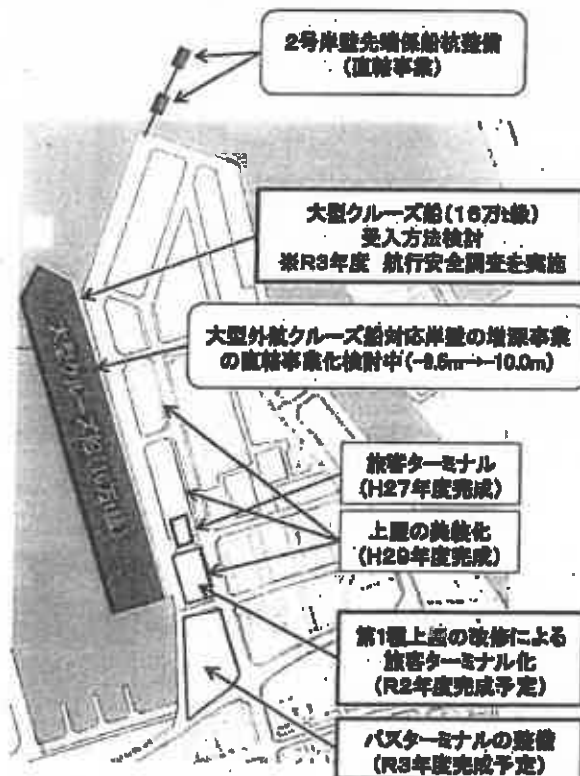 2号岸壁先端係船杭整備
(直轄事業)
大型クルーズ船(16万t級)
受入方法検討
※R3年度 航行安全調査を実施
大型外航クルーズ船対応岸壁の増深事業
の直轄事業化検討中(-9.5m→-10.0m)
大型クルーズ船
旅客ターミナル
(H27年度完成)
上屋の美装化
(H29年度完成)
第1種上屋の改修による
旅客ターミナル化
(R2年度完成予定)
バスターミナルの整備
(R3年度完成予定)